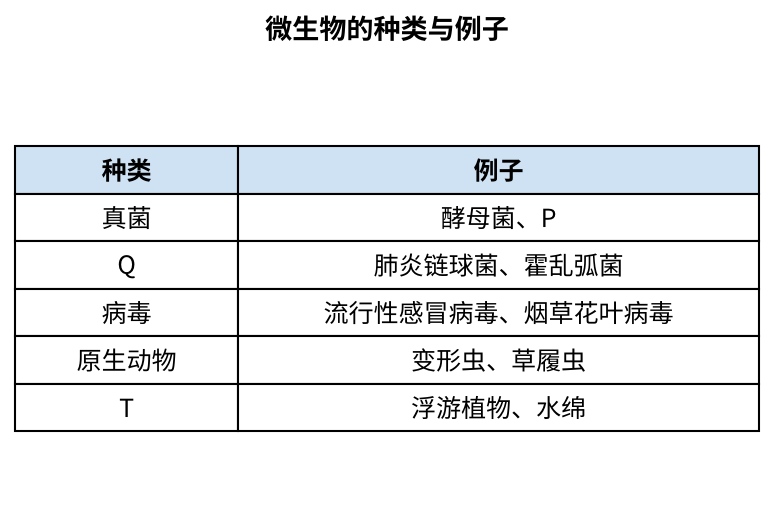 微生物的种类与例子
种类 例子
真菌 酵母菌、P
Q 肺炎链球菌、霍乱弧菌
病毒 流行性感冒病毒、烟草花叶病毒
原生动物 变形虫、草履虫
T 浮游植物、水绵